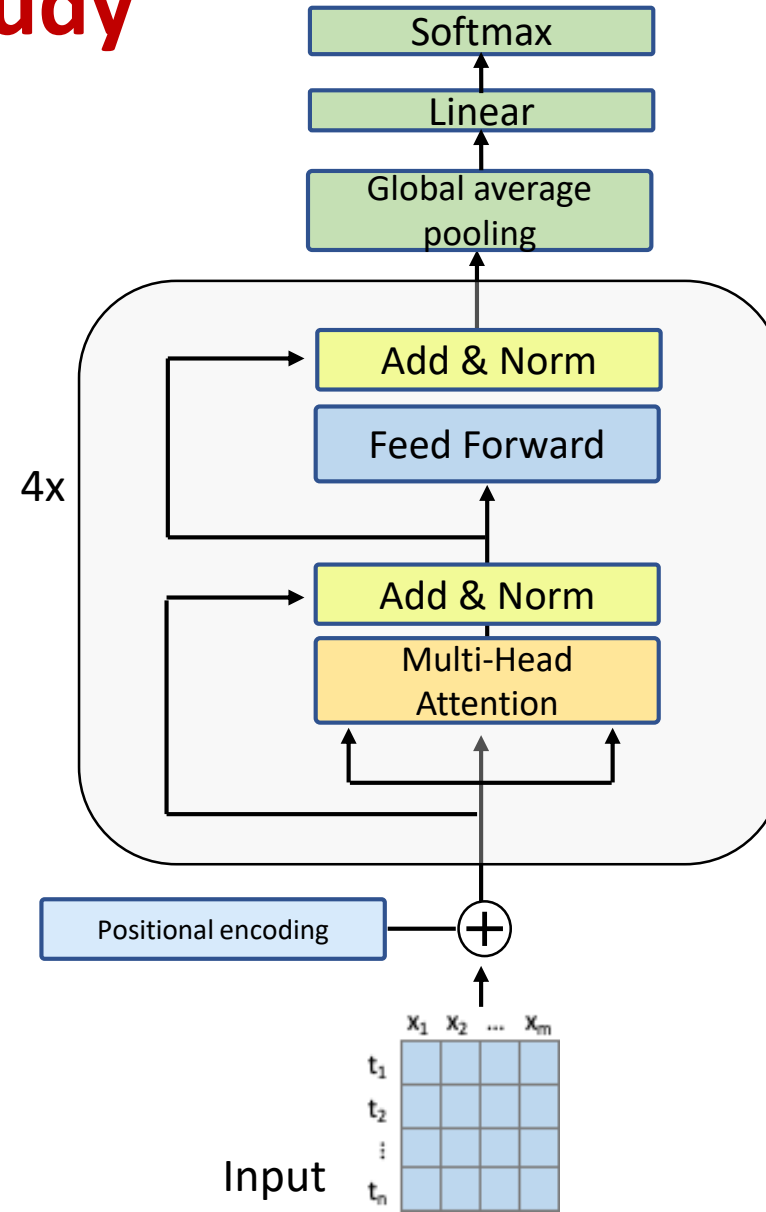 Softmax
Linear
Global average
pooling
Add & Norm
Feed Forward
4x
Add & Norm
Multi-Head
Attention
Positional encoding
+
x₁ x₂ ... xₘ
t₁
t₂
⋮
Input
tₙ